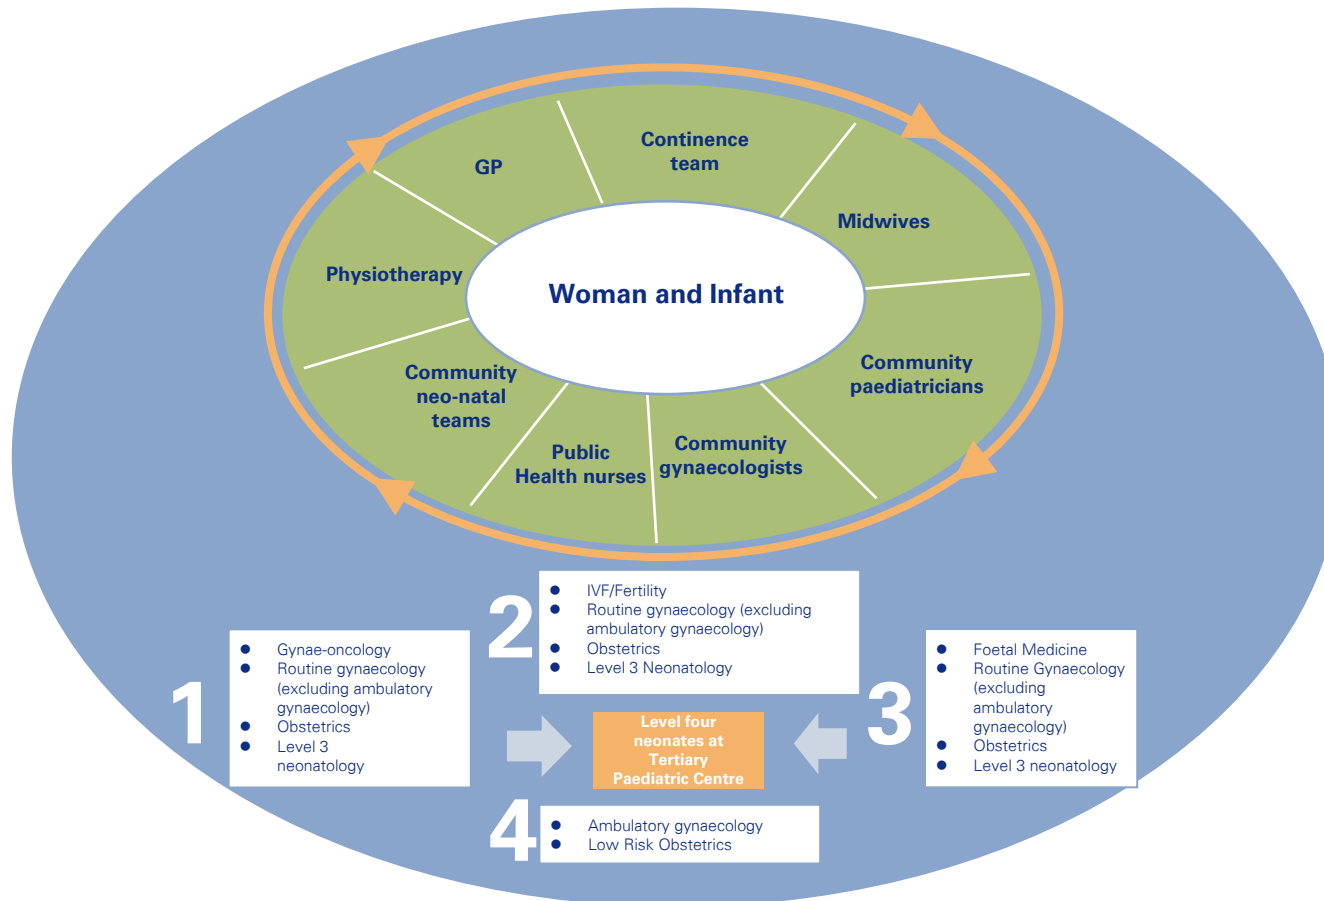 Continence
team
GP
Midwives
Physiotherapy
Woman and Infant
Community
paediatricians
Community
neo-natal
teams
Community
gynaecologists
Public
Health nurses
2
● IVF/Fertility
● Routine gynaecology (excluding
ambulatory gynaecology)
● Obstetrics
● Level 3 Neonatology
1
● Gynae-oncology
● Routine gynaecology
(excluding ambulatory
gynaecology)
● Obstetrics
● Level 3
neonatology
3
● Foetal Medicine
● Routine Gynaecology
(excluding
ambulatory
gynaecology)
● Obstetrics
● Level 3 neonatology
Level four
neonates at
Tertiary
Paediatric Centre
4
● Ambulatory gynaecology
● Low Risk Obstetrics